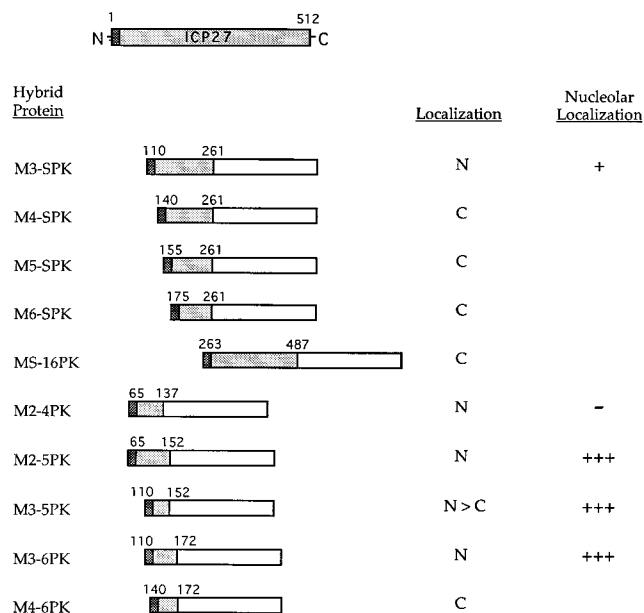 1 512
N ICP27 C
Hybrid Nucleolar
Protein Localization Localization
110 261
M3-SPK N +
140 261
M4-SPK C
155 261
M5-SPK C
175 261
M6-SPK C
263 487
MS-16PK C
65 137
M2-4PK N –
65 152
M2-5PK N +++
110 152
M3-5PK N > C +++
110 172
M3-6PK N +++
140 172
M4-6PK C